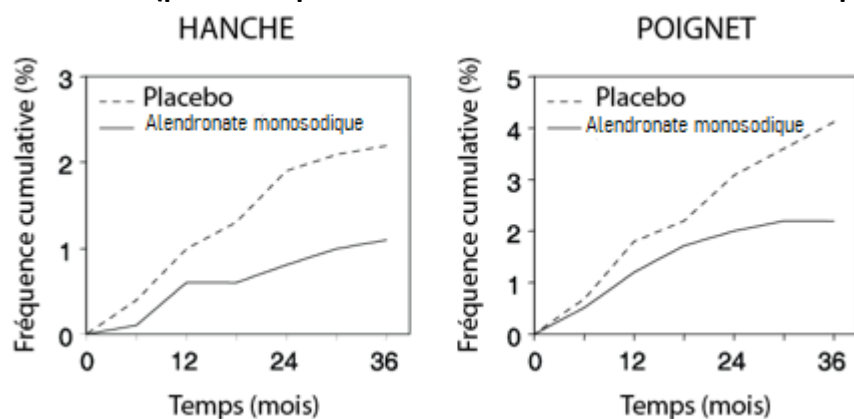 HANCHE
Fréquence cumulative (%)
3
2
1
0
Placebo
Alendronate monosodique
0 12 24 36
Temps (mois)
POIGNET
Fréquence cumulative (%)
5
4
3
2
1
0
Placebo
Alendronate monosodique
0 12 24 36
Temps (mois)